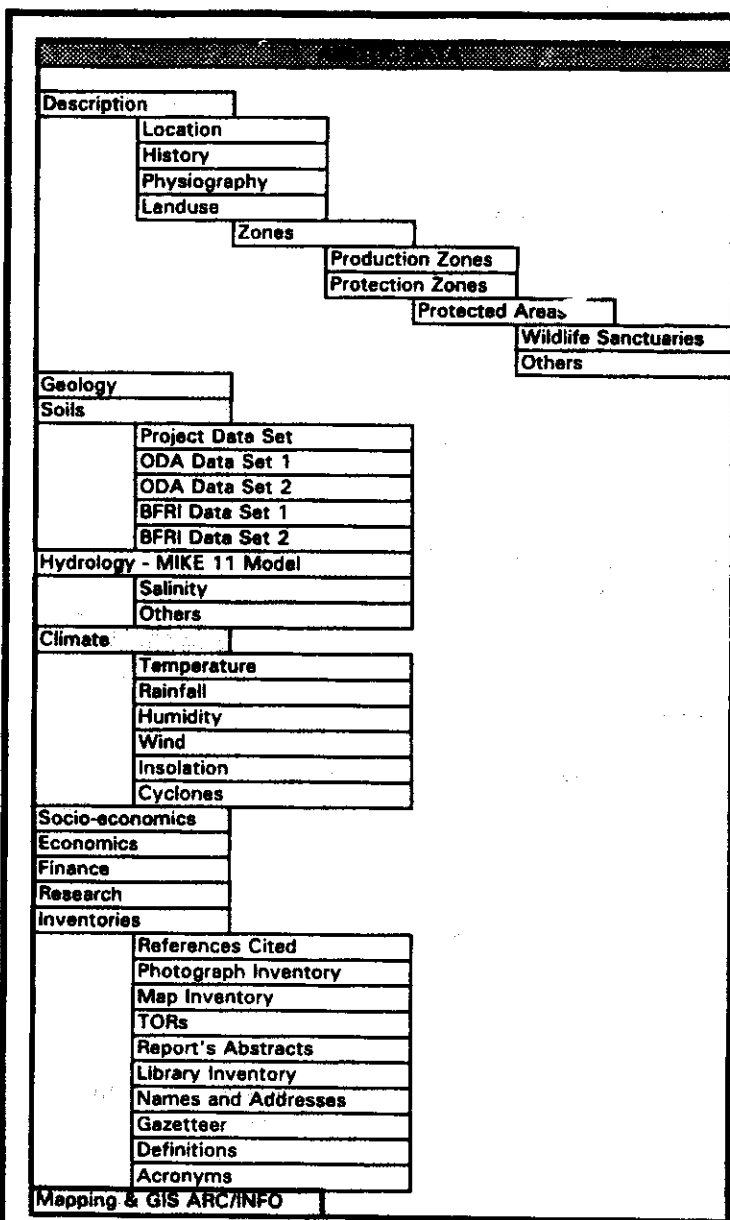 Description
Location
History
Physiography
Landuse
Zones
Production Zones
Protection Zones
Protected Areas
Wildlife Sanctuaries
Others
Geology
Soils
Project Data Set
ODA Data Set 1
ODA Data Set 2
BFRI Data Set 1
BFRI Data Set 2
Hydrology - MIKE 11 Model
Salinity
Others
Climate
Temperature
Rainfall
Humidity
Wind
Insolation
Cyclones
Socio-economics
Economics
Finance
Research
Inventories
References Cited
Photograph Inventory
Map Inventory
TORs
Report's Abstracts
Library Inventory
Names and Addresses
Gazetteer
Definitions
Acronyms
Mapping & GIS ARC/INFO